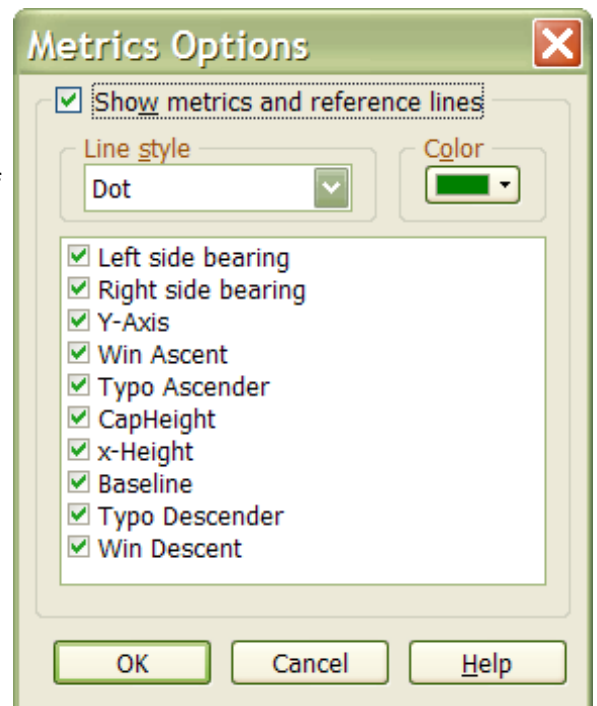 Metrics Options
Show metrics and reference lines
Line style
Color
Dot
Left side bearing
Right side bearing
Y-Axis
Win Ascent
Typo Ascender
CapHeight
x-Height
Baseline
Typo Descender
Win Descent
OK
Cancel
Help